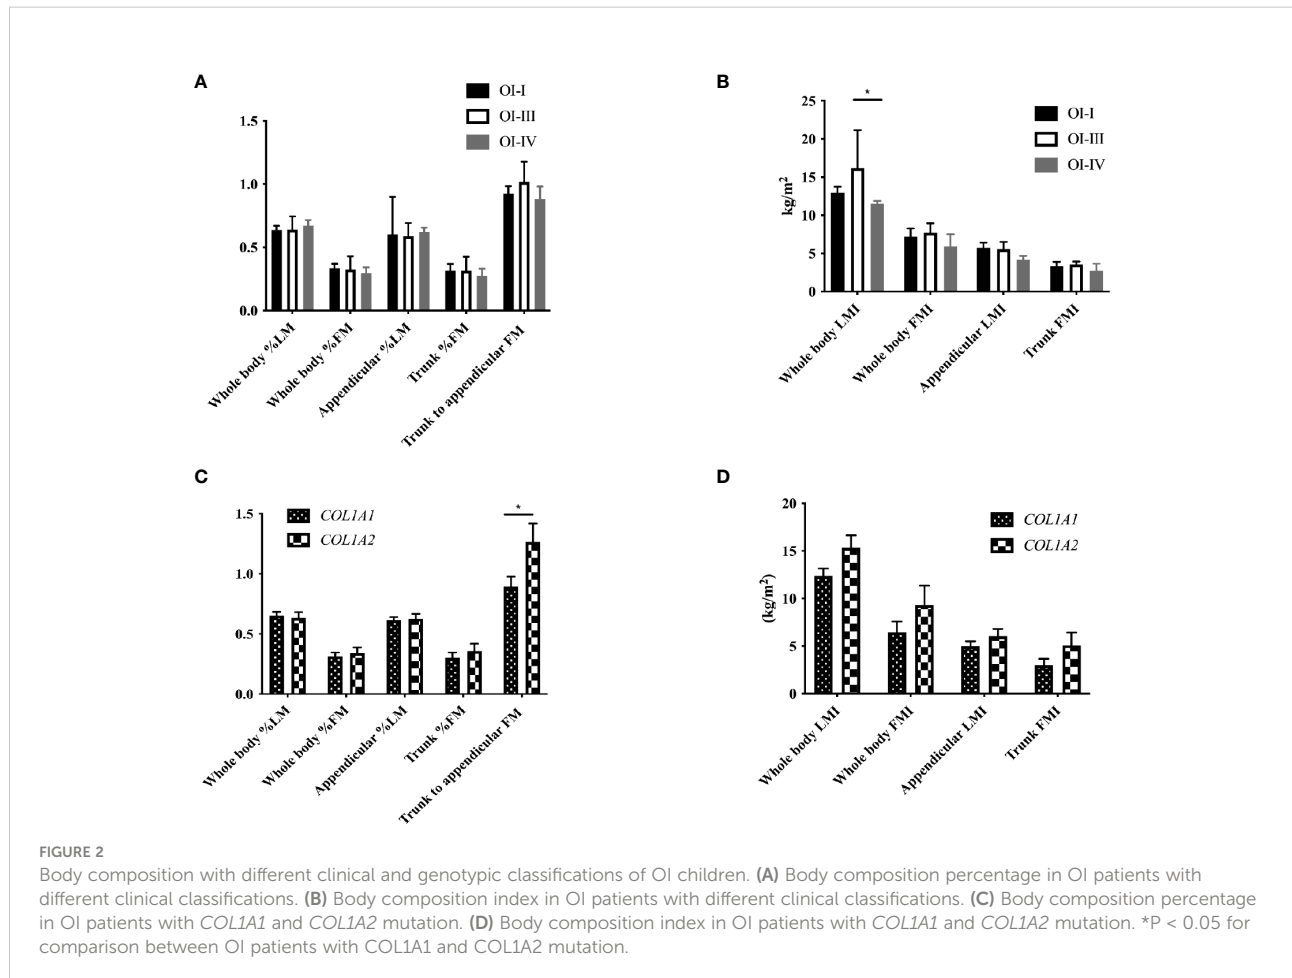 A
OI-I
OI-III
OI-IV
1.5
1.0
0.5
0.0
Whole body %LM
Whole body %FM
Appendicular %LM
Trunk %FM
Trunk to appendicular FM
B
*
OI-I
OI-III
OI-IV
kg/m²
25
20
15
10
5
0
Whole body LMI
Whole body FMI
Appendicular LMI
Trunk FMI
C
COL1A1
COL1A2
*
1.5
1.0
0.5
0.0
Whole body %LM
Whole body %FM
Appendicular %LM
Trunk %FM
Trunk to appendicular FM
D
COL1A1
COL1A2
(kg/m²)
20
15
10
5
0
Whole body LMI
Whole body FMI
Appendicular LMI
Trunk FMI
FIGURE 2
Body composition with different clinical and genotypic classifications of OI children. (A) Body composition percentage in OI patients with
different clinical classifications. (B) Body composition index in OI patients with different clinical classifications. (C) Body composition percentage
in OI patients with COL1A1 and COL1A2 mutation. (D) Body composition index in OI patients with COL1A1 and COL1A2 mutation. *P < 0.05 for
comparison between OI patients with COL1A1 and COL1A2 mutation.